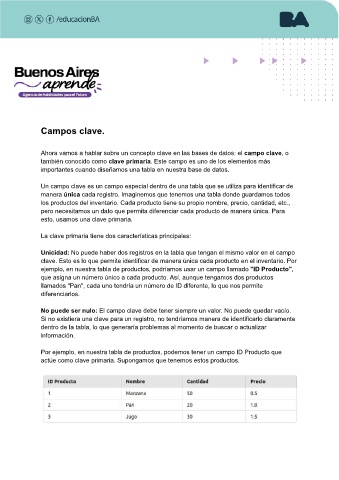 /educacionBA
BA
Buenos Aires
aprende
Agencia de Habilidades para el Futuro
Campos clave.
Ahora vamos a hablar sobre un concepto clave en las bases de datos: el campo clave, o
también conocido como clave primaria. Este campo es uno de los elementos más
importantes cuando diseñamos una tabla en nuestra base de datos.
Un campo clave es un campo especial dentro de una tabla que se utiliza para identificar de
manera única cada registro. Imaginemos que tenemos una tabla donde guardamos todos
los productos del inventario. Cada producto tiene su propio nombre, precio, cantidad, etc.,
pero necesitamos un dato que permita diferenciar cada producto de manera única. Para
esto, usamos una clave primaria.
La clave primaria tiene dos características principales:
Unicidad: No puede haber dos registros en la tabla que tengan el mismo valor en el campo
clave. Esto es lo que permite identificar de manera única cada producto en el inventario. Por
ejemplo, en nuestra tabla de productos, podríamos usar un campo llamado "ID Producto",
que asigna un número único a cada producto. Así, aunque tengamos dos productos
llamados "Pan", cada uno tendría un número de ID diferente, lo que nos permite
diferenciarlos.
No puede ser nulo: El campo clave debe tener siempre un valor. No puede quedar vacío.
Si no existiera una clave para un registro, no tendríamos manera de identificarlo claramente
dentro de la tabla, lo que generaría problemas al momento de buscar o actualizar
información.
Por ejemplo, en nuestra tabla de productos, podemos tener un campo ID Producto que
actúe como clave primaria. Supongamos que tenemos estos productos.
ID Producto Nombre Cantidad Precio
1 Manzana 50 0.5
2 Pan 20 1.0
3 Jugo 30 1.5